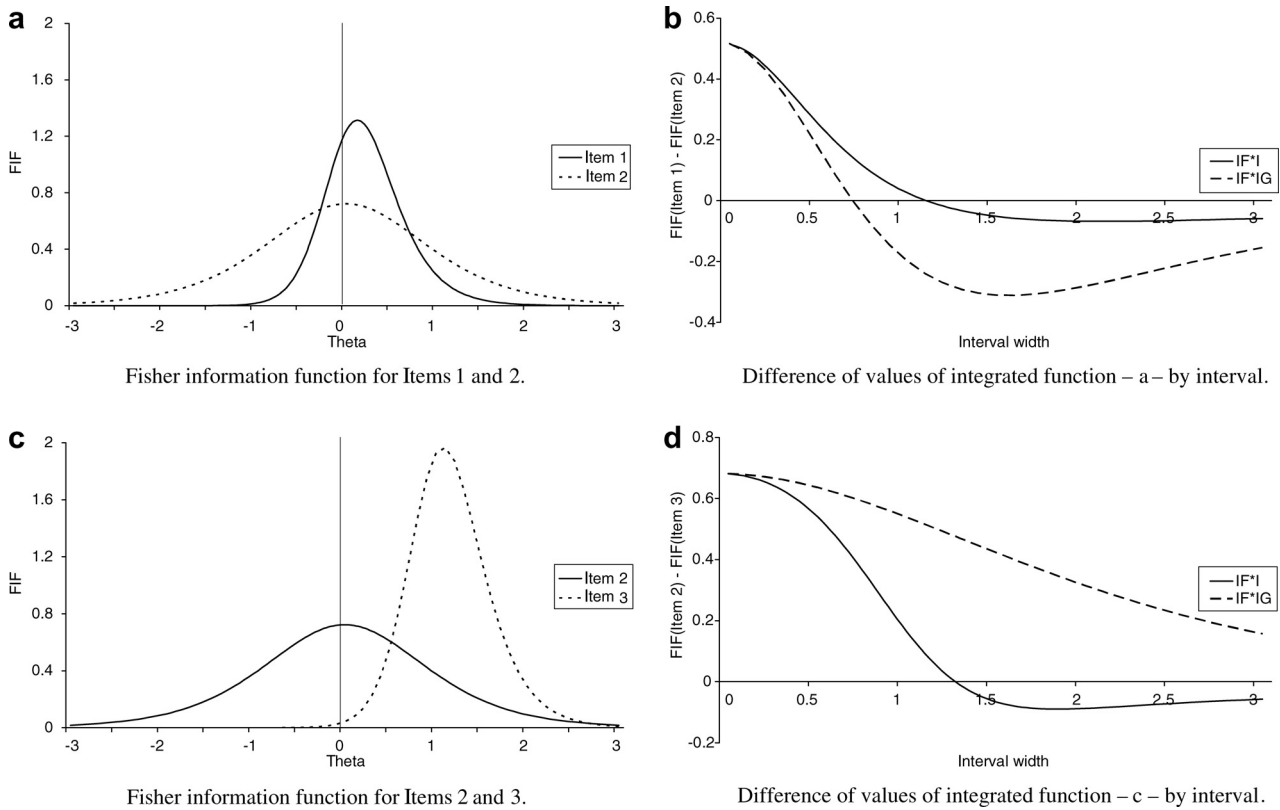 a
2
1.6
1.2
0.8
0.4
0
FIF
-3 -2 -1 0 1 2 3
Theta
Item 1
Item 2
Fisher information function for Items 1 and 2.
b
0.6
0.4
0.2
0
-0.2
-0.4
FIF(Item 1) - FIF(Item 2)
0 0.5 1 1.5 2 2.5 3
Interval width
IF*I
IF*IG
Difference of values of integrated function – a – by interval.
c
2
1.6
1.2
0.8
0.4
0
FIF
-3 -2 -1 0 1 2 3
Theta
Item 2
Item 3
Fisher information function for Items 2 and 3.
d
0.8
0.6
0.4
0.2
0
-0.2
FIF(Item 2) - FIF(Item 3)
0 0.5 1 1.5 2 2.5 3
Interval width
IF*I
IF*IG
Difference of values of integrated function – c – by interval.